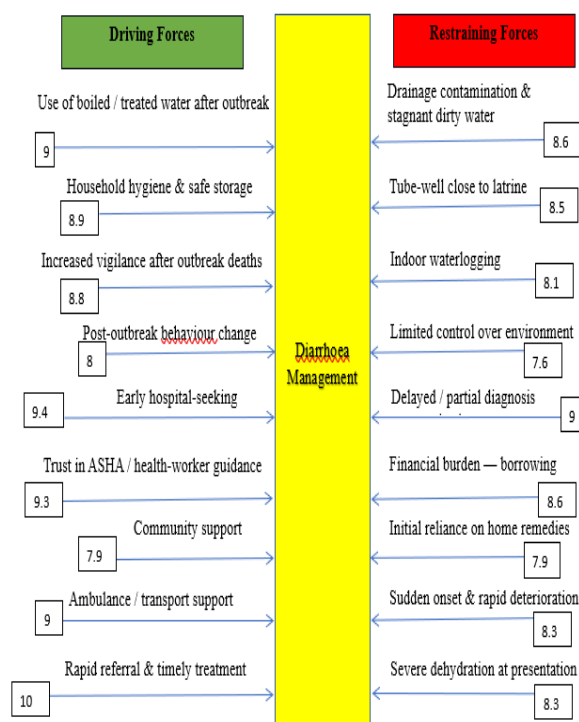 Driving Forces
Restraining Forces
Use of boiled / treated water after outbreak
9
Drainage contamination &
stagnant dirty water
8.6
Household hygiene & safe storage
8.9
Tube-well close to latrine
8.5
Increased vigilance after outbreak deaths
8.8
Indoor waterlogging
8.1
Post-outbreak behaviour change
8
Diarrhoea
Management
Limited control over environment
7.6
Early hospital-seeking
9.4
Delayed / partial diagnosis
9
Trust in ASHA / health-worker guidance
9.3
Financial burden — borrowing
8.6
Community support
7.9
Initial reliance on home remedies
7.9
Ambulance / transport support
9
Sudden onset & rapid deterioration
8.3
Rapid referral & timely treatment
10
Severe dehydration at presentation
8.3